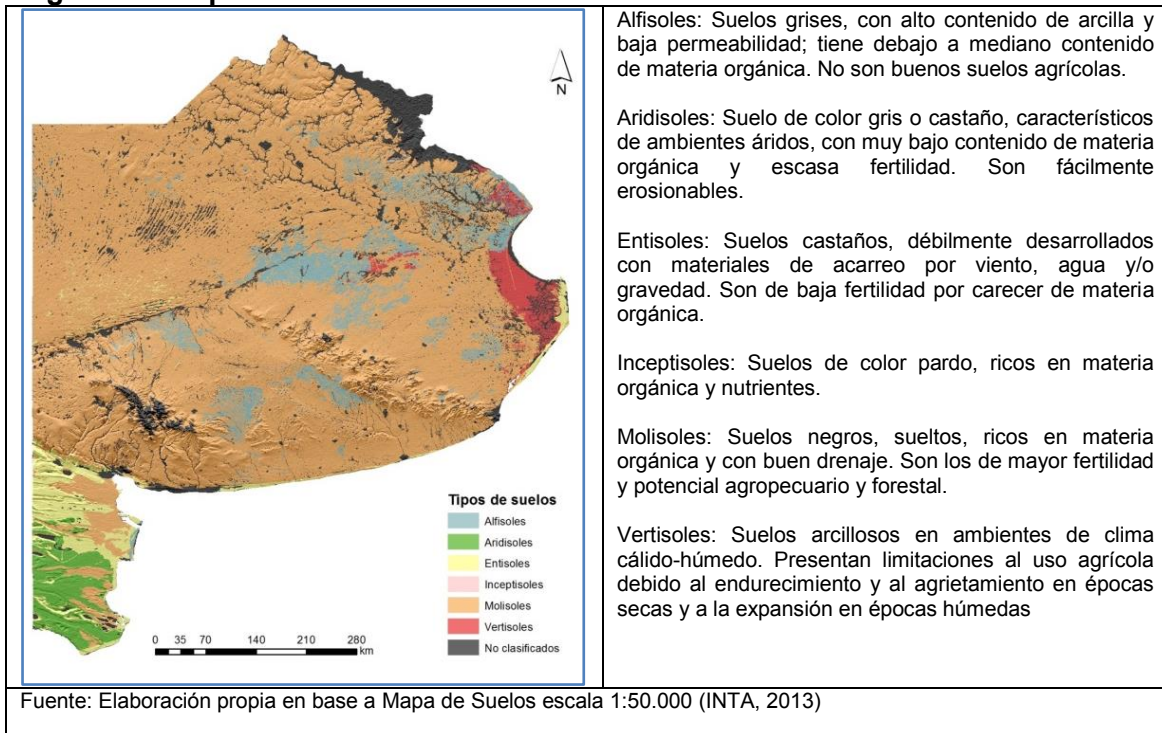 N
Tipos de suelos
Alfisoles
Aridisoles
Entisoles
Inceptisoles
Molisoles
Vertisoles
No clasificados
0 35 70 140 210 280
km
Alfisoles: Suelos grises, con alto contenido de arcilla y
baja permeabilidad; tiene debajo a mediano contenido
de materia orgánica. No son buenos suelos agrícolas.
Aridisoles: Suelo de color gris o castaño, característicos
de ambientes áridos, con muy bajo contenido de materia
orgánica y escasa fertilidad. Son fácilmente
erosionables.
Entisoles: Suelos castaños, débilmente desarrollados
con materiales de acarreo por viento, agua y/o
gravedad. Son de baja fertilidad por carecer de materia
orgánica.
Inceptisoles: Suelos de color pardo, ricos en materia
orgánica y nutrientes.
Molisoles: Suelos negros, sueltos, ricos en materia
orgánica y con buen drenaje. Son los de mayor fertilidad
y potencial agropecuario y forestal.
Vertisoles: Suelos arcillosos en ambientes de clima
cálido-húmedo. Presentan limitaciones al uso agrícola
debido al endurecimiento y al agrietamiento en épocas
secas y a la expansión en épocas húmedas
Fuente: Elaboración propia en base a Mapa de Suelos escala 1:50.000 (INTA, 2013)